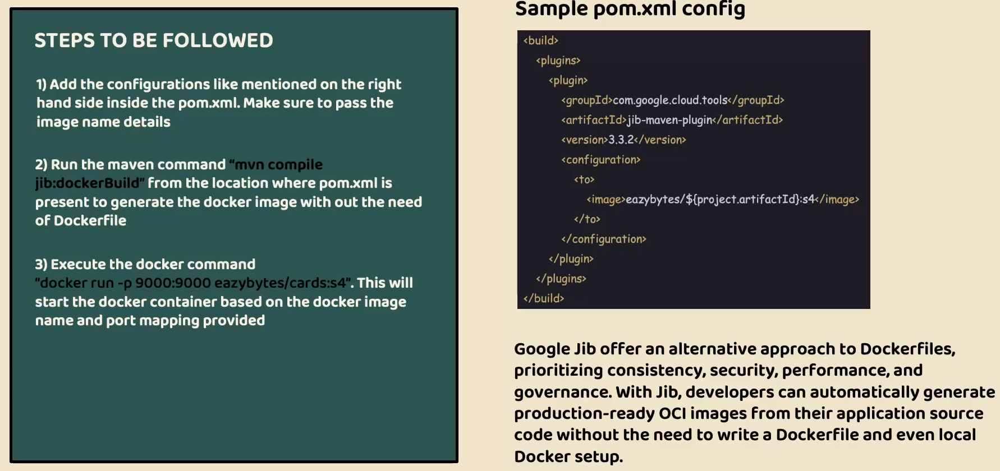 STEPS TO BE FOLLOWED
1) Add the configurations like mentioned on the right
hand side inside the pom.xml. Make sure to pass the
image name details
2) Run the maven command “mvn compile
jib:dockerBuild” from the location where pom.xml is
present to generate the docker image with out the need
of Dockerfile
3) Execute the docker command
“docker run -p 9000:9000 eazybytes/cards:s4”. This will
start the docker container based on the docker image
name and port mapping provided
Sample pom.xml config
<build>
<plugins>
<plugin>
<groupId>com.google.cloud.tools</groupId>
<artifactId>jib-maven-plugin</artifactId>
<version>3.3.2</version>
<configuration>
<to>
<image>eazybytes/${project.artifactId}:s4</image>
</to>
</configuration>
</plugin>
</plugins>
</build>
Google Jib offer an alternative approach to Dockerfiles,
prioritizing consistency, security, performance, and
governance. With Jib, developers can automatically generate
production-ready OCI images from their application source
code without the need to write a Dockerfile and even local
Docker setup.